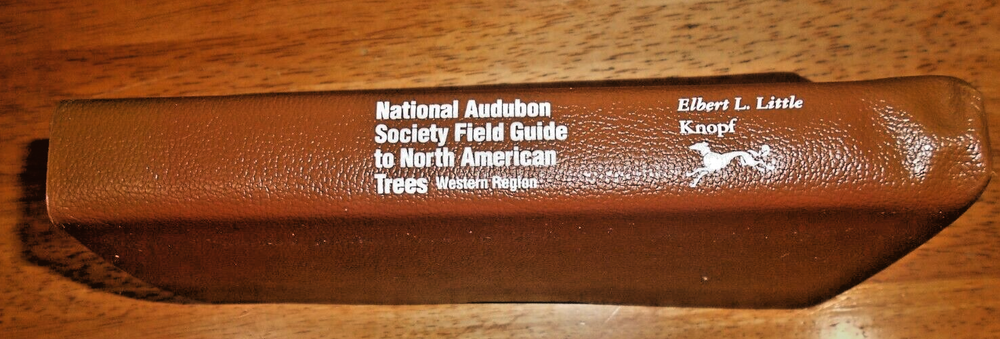 National Audubon
Society Field Guide
to North American
Trees Western Region
Elbert L. Little
Knopf